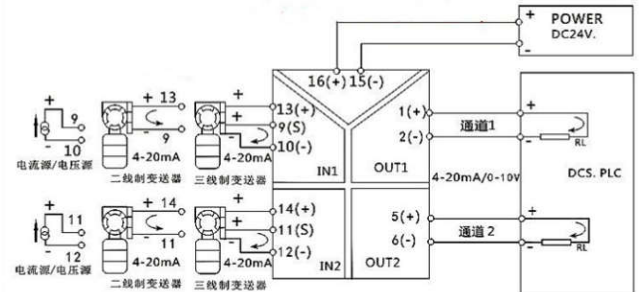 + POWER
DC24V.
-
16(+) 15(-)
+ 13
+
13(+)
1(+)
+
+
9
9(S)
通道1
-
10
- 9
-
10(-)
2(-)
-
RL
电流源/电压源
4-20mA
4-20mA
IN1
OUT1
4-20mA/0-10V
DCS. PLC
二线制变送器
三线制变送器
+ 14
+
14(+)
5(+)
+
+
11
11(S)
通道 2
-
12
- 11
-
12(-)
6(-)
-
RL
电流源/电压源
4-20mA
4-20mA
IN2
OUT2
二线制变送器
三线制变送器